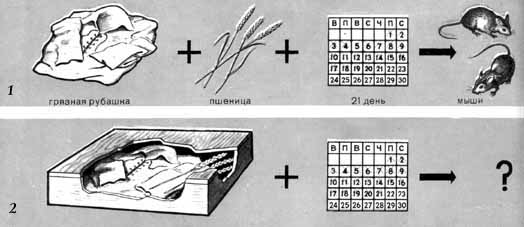 В П В С Ч П С
1 2
3 4 5 6 7 8 9
10 11 12 13 14 15 16
17 18 19 20 21 22 23
24 25 26 27 28 29 30
1
грязная рубашка
пшеница
21 день
мыши
В П В С Ч П С
1 2
3 4 5 6 7 8 9
10 11 12 13 14 15 16
17 18 19 20 21 22 23
24 25 26 27 28 29 30
?
2